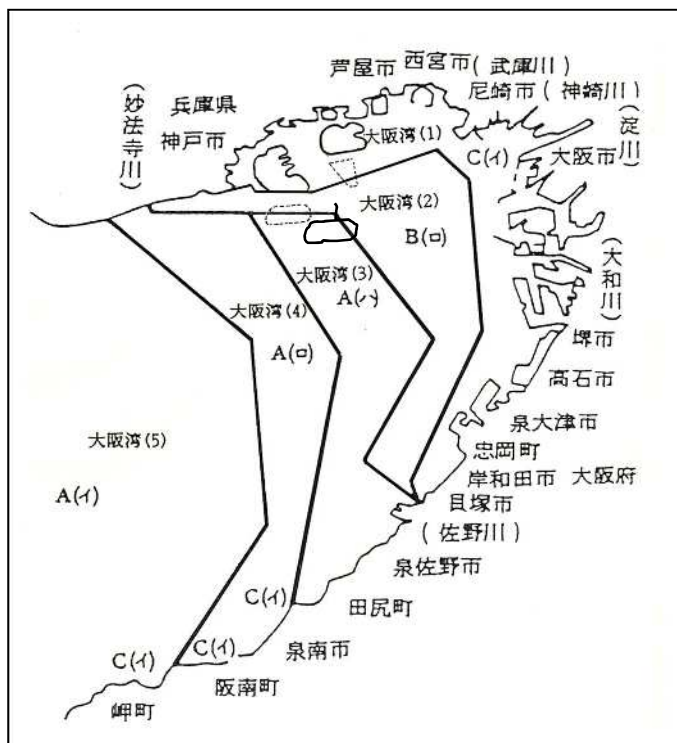 芦屋市
西宮市
(武庫川)
尼崎市
(神崎川)
(淀川)
兵庫県
神戸市
(妙法寺川)
大阪湾(1)
C(イ)
大阪市
大阪湾(2)
B(ロ)
(大和川)
大阪湾(3)
A(ハ)
大阪湾(4)
A(ロ)
堺市
高石市
泉大津市
大阪湾(5)
A(イ)
忠岡町
岸和田市
大阪府
貝塚市
(佐野川)
泉佐野市
田尻町
C(イ)
泉南市
C(イ)
C(イ)
阪南町
岬町